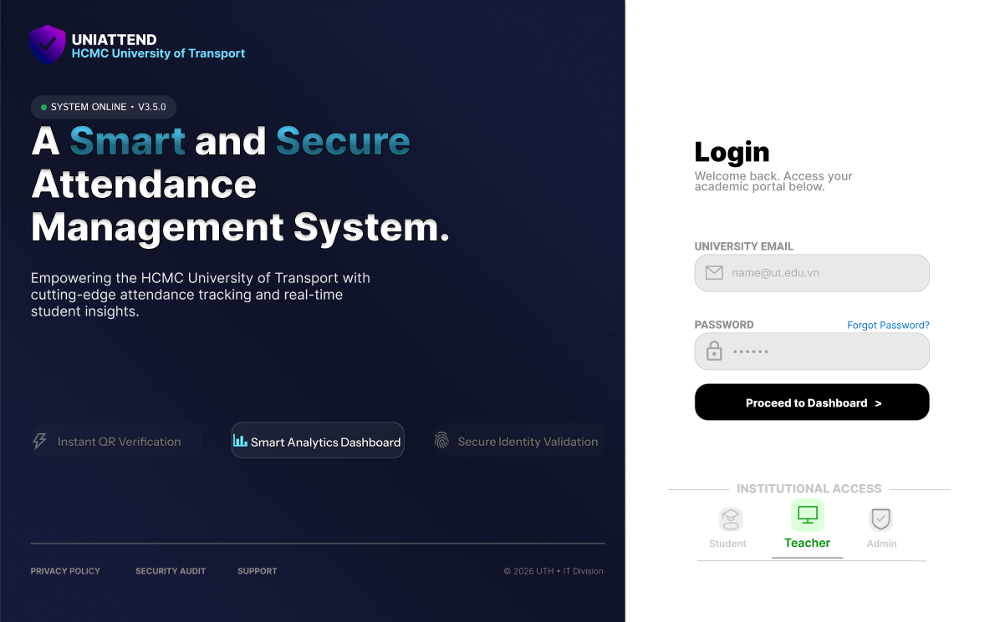 UNIATTEND
HCMC University of Transport
SYSTEM ONLINE • V3.5.0
A Smart and Secure
Attendance
Management System.
Empowering the HCMC University of Transport with
cutting-edge attendance tracking and real-time
student insights.
Instant QR Verification
Smart Analytics Dashboard
Secure Identity Validation
PRIVACY POLICY
SECURITY AUDIT
SUPPORT
© 2026 UTH • IT Division
Login
Welcome back. Access your
academic portal below.
UNIVERSITY EMAIL
name@ut.edu.vn
PASSWORD
Forgot Password?
••••••
Proceed to Dashboard >
INSTITUTIONAL ACCESS
Student
Teacher
Admin